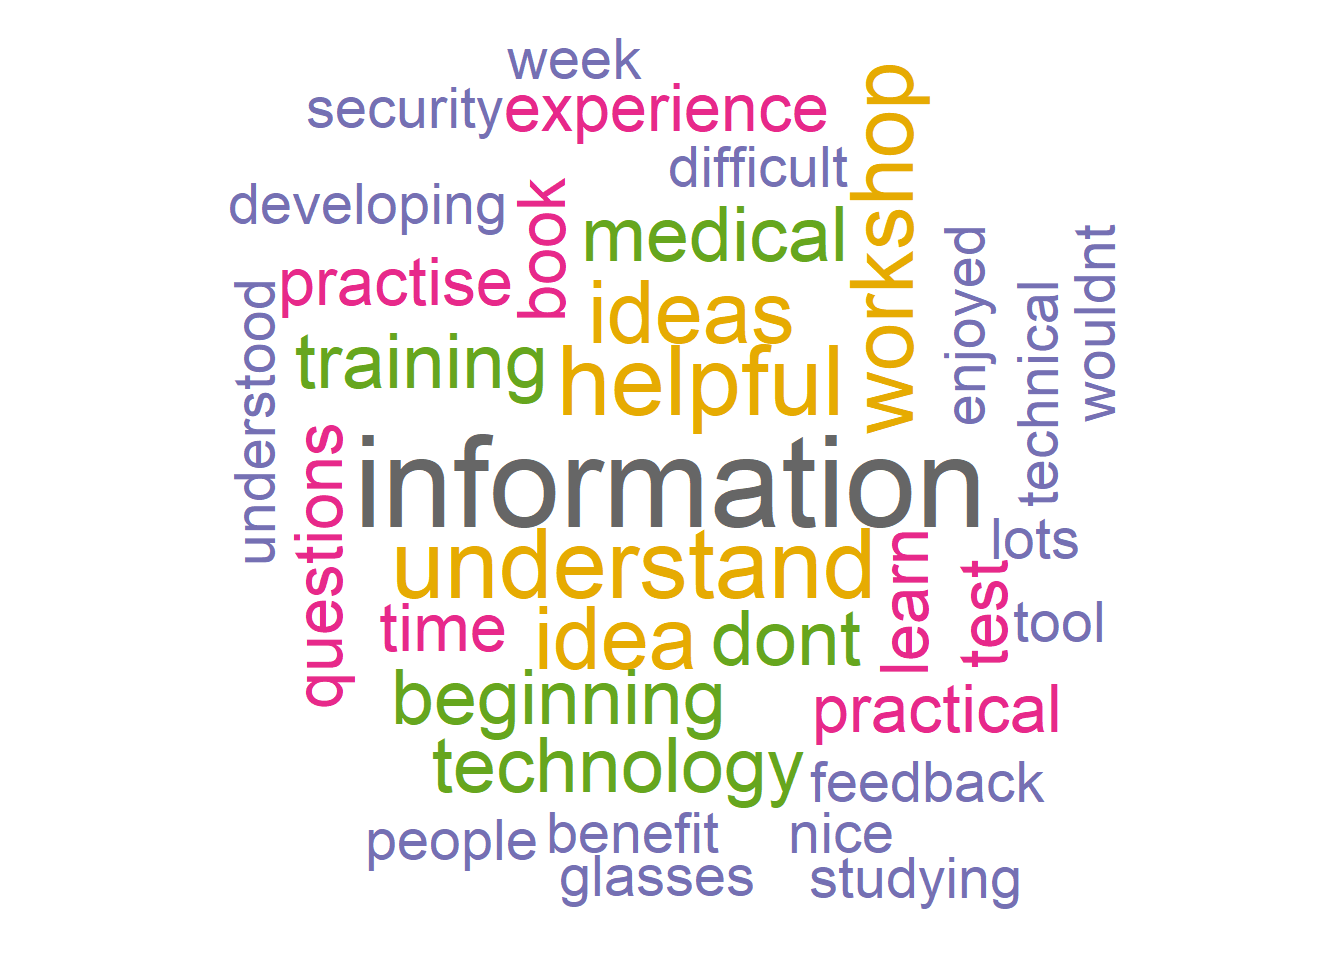 week
security
experience
difficult
workshop
developing
book
medical
enjoyed
wouldnt
practise
ideas
technical
understood
training
helpful
questions
information
understand
learn
lots
test
time
idea
dont
tool
beginning
practical
technology
feedback
people
benefit
nice
glasses
studying